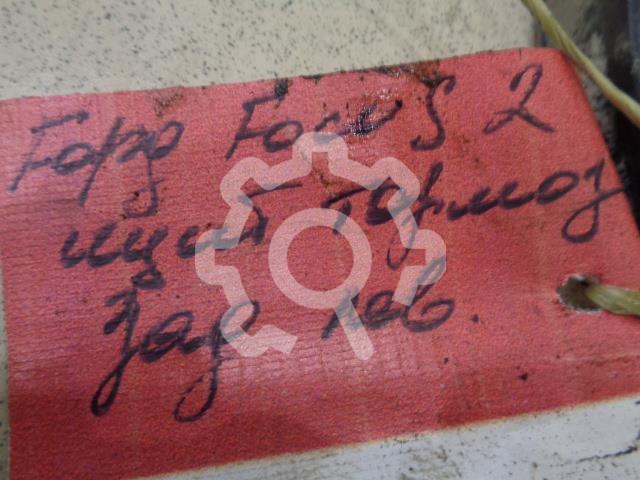 Форд Focus 2
щит тормоз
зад лев.